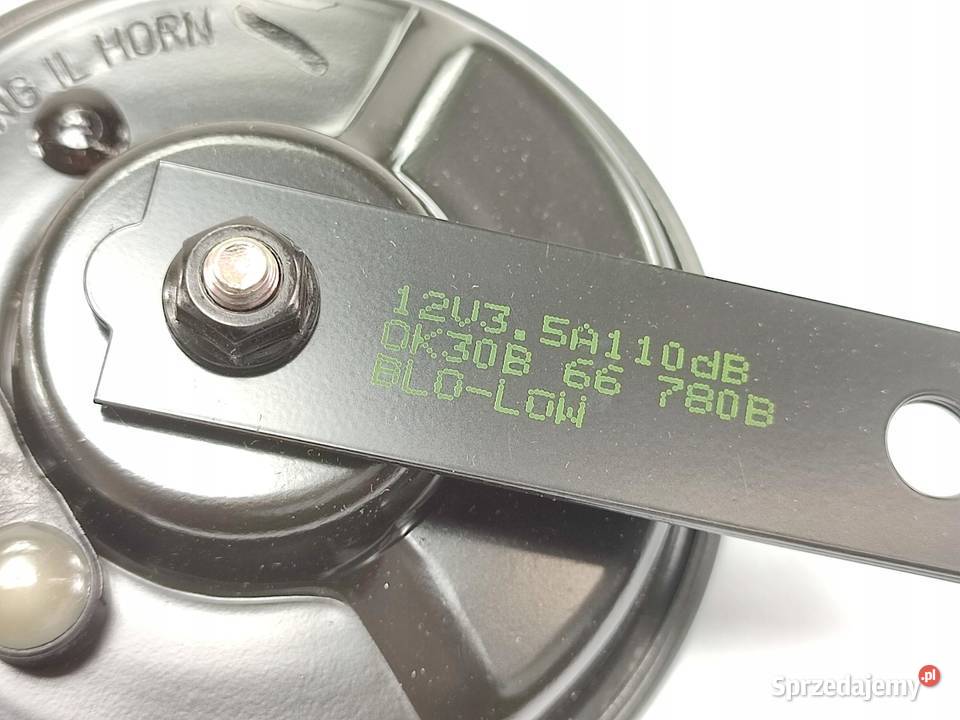 IL HORN
12V3.5A110dB
0K30B 66 780B
BLO-LOW
Sprzedajemy.pl